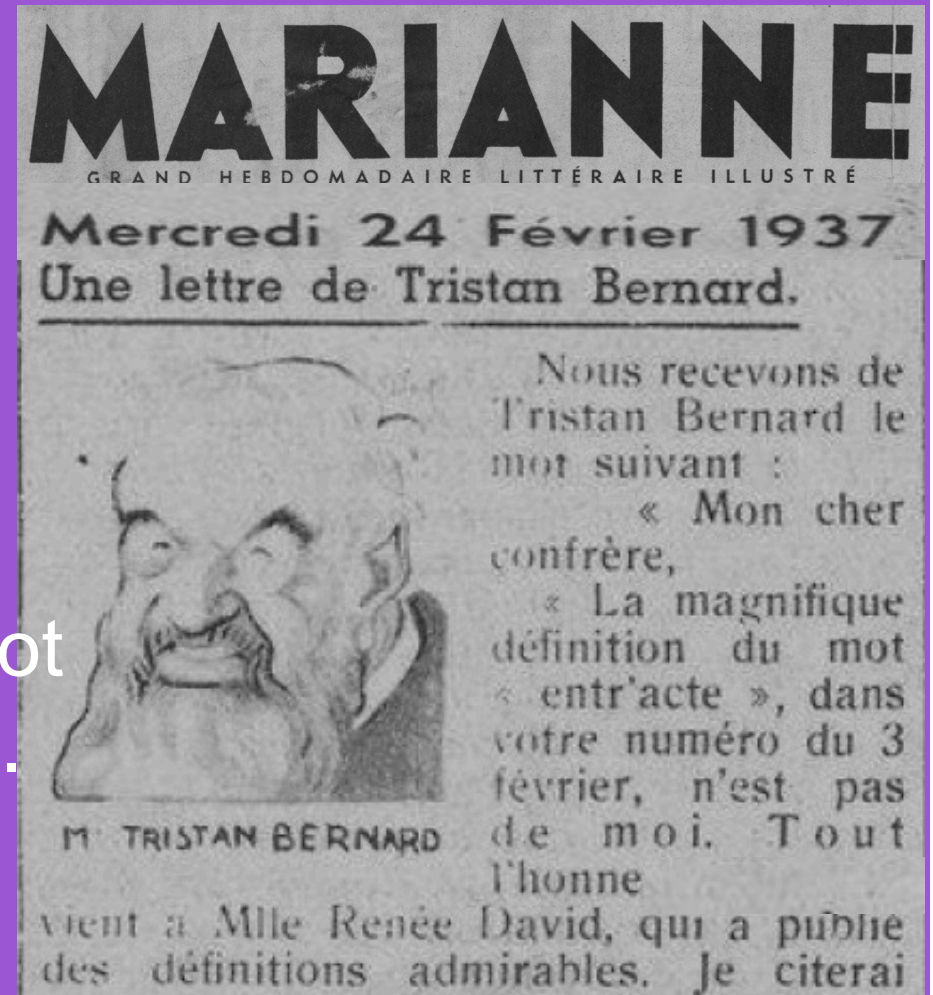 MARIANNE
GRAND HEBDOMADAIRE LITTÉRAIRE ILLUSTRÉ
Mercredi 24 Février 1937
Une lettre de Tristan Bernard.
Nous recevons de
Tristan Bernard le
mot suivant :
« Mon cher
confrère,
« La magnifique
définition du mot
« entr'acte », dans
votre numéro du 3
février, n'est pas
de moi. Tout
l'honne
vient à Mlle Renée David, qui a publié
des définitions admirables. Je citerai
M. TRISTAN BERNARD
ot
.